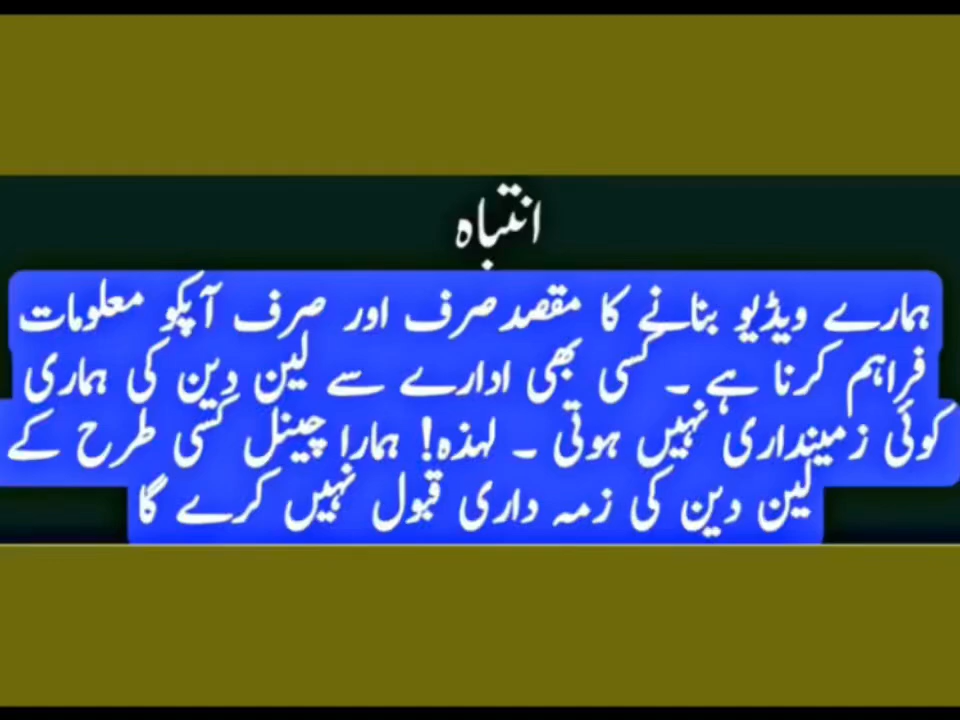 انتباہ
ہمارے ویڈیو بنانے کا مقصد صرف اور صرف آپکو معلومات
فراہم کرنا ہے ۔ کسی بھی ادارے سے لین دین کی ہماری
کوئی زمینداری نہیں ہوتی ۔ لہذہ! ہمارا چینل کسی طرح کے
لین دین کی زمہ داری قبول نہیں کرے گا